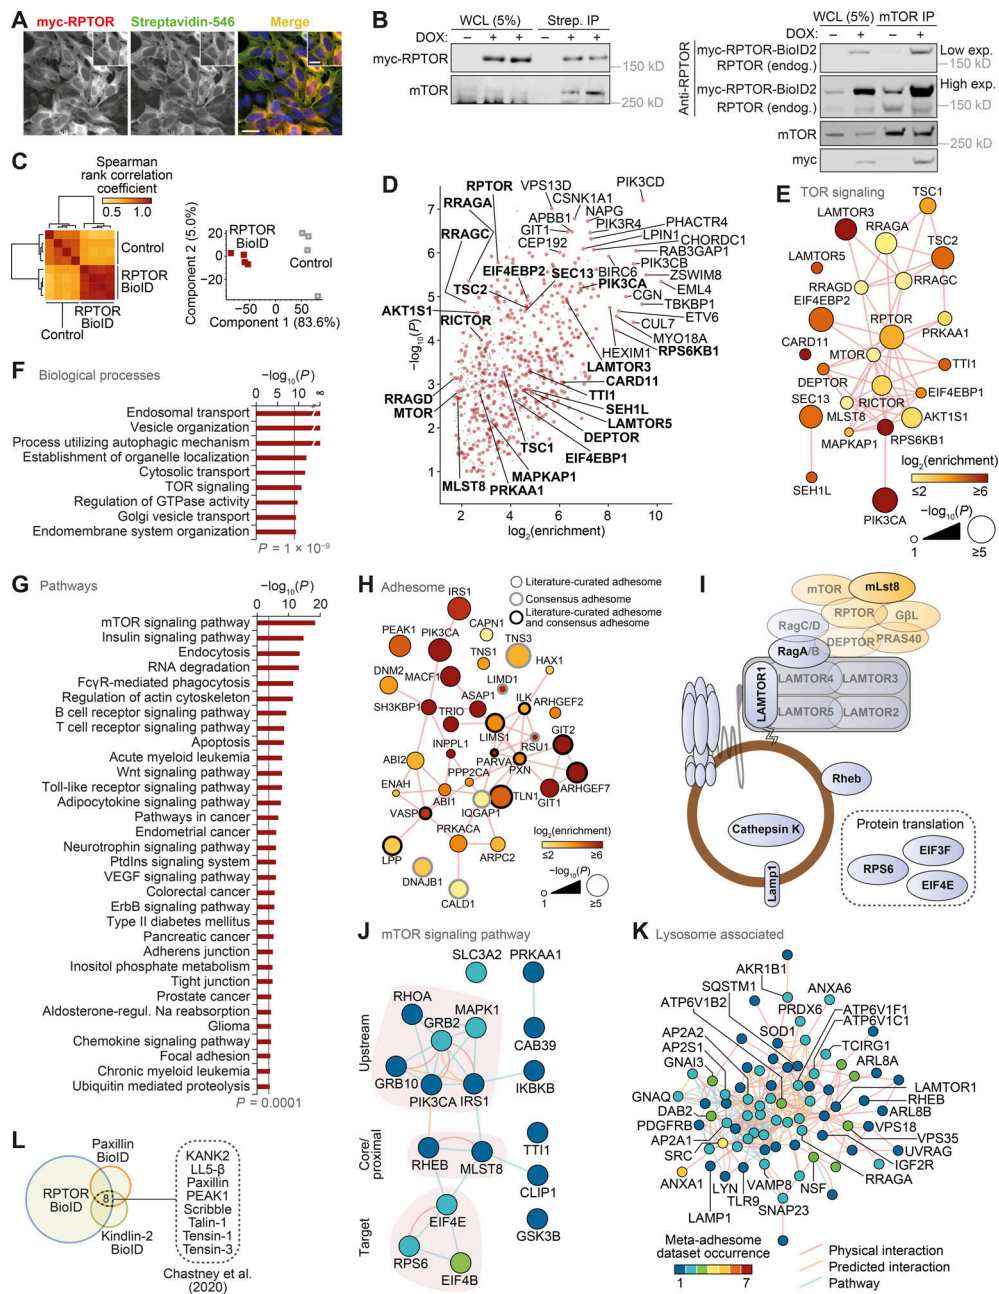 A
myc-RPTOR
Streptavidin-546
Merge
B
WCL (5%) Strep. IP
DOX: – + + – + +
myc-RPTOR
150 kD
mTOR
250 kD
WCL (5%) mTOR IP
DOX: – + – +
Anti-RPTOR
myc-RPTOR-BioID2
RPTOR (endog.)
Low exp.
150 kD
myc-RPTOR-BioID2
RPTOR (endog.)
High exp.
150 kD
mTOR
250 kD
myc
C
Spearman
rank correlation
coefficient
0.5 1.0
Control
RPTOR
BioID
RPTOR
BioID
Control
Component 2 (5.0%)
20
0
−20
RPTOR
BioID
Control
−50 0 50
Component 1 (83.6%)
D
−log10(P)
7
6
5
4
3
2
1
2 4 6 8 10
log2(enrichment)
RPTOR
VPS13D
PIK3CD
RRAGA
CSNK1A1
APBB1
NAPG
GIT1
PIK3R4
PHACTR4
RRAGC
CEP192
LPIN1
CHORDC1
RAB3GAP1
PIK3CB
EIF4EBP2
SEC13
BIRC6
ZSWIM8
TSC2
PIK3CA
EML4
CGN
TBKBP1
AKT1S1
ETV6
RICTOR
CUL7
MYO18A
HEXIM1
RPS6KB1
LAMTOR3
CARD11
TTI1
RRAGD
MTOR
SEH1L
LAMTOR5
DEPTOR
TSC1
EIF4EBP1
MAPKAP1
MLST8
PRKAA1
E
TOR signaling
TSC1
LAMTOR3
RRAGA
TSC2
LAMTOR5
RRAGD
RRAGC
EIF4EBP2
RPTOR
PRKAA1
CARD11
MTOR
TTI1
DEPTOR
EIF4EBP1
SEC13
RICTOR
MLST8
AKT1S1
MAPKAP1
RPS6KB1
SEH1L
PIK3CA
log2(enrichment)
≤2 ≥6
−log10(P)
1 ≥5
F
Biological processes
−log10(P)
0 5 10 ∞
Endosomal transport
Vesicle organization
Process utilizing autophagic mechanism
Establishment of organelle localization
Cytosolic transport
TOR signaling
Regulation of GTPase activity
Golgi vesicle transport
Endomembrane system organization
P = 1 × 10−9
G
Pathways
−log10(P)
0 10 20
mTOR signaling pathway
Insulin signaling pathway
Endocytosis
RNA degradation
FcγR-mediated phagocytosis
Regulation of actin cytoskeleton
B cell receptor signaling pathway
T cell receptor signaling pathway
Apoptosis
Acute myeloid leukemia
Wnt signaling pathway
Toll-like receptor signaling pathway
Adipocytokine signaling pathway
Pathways in cancer
Endometrial cancer
Neurotrophin signaling pathway
PtdIns signaling system
VEGF signaling pathway
Colorectal cancer
ErbB signaling pathway
Type II diabetes mellitus
Pancreatic cancer
Adherens junction
Inositol phosphate metabolism
Tight junction
Prostate cancer
Aldosterone-regul. Na reabsorption
Glioma
Chemokine signaling pathway
Focal adhesion
Chronic myeloid leukemia
Ubiquitin mediated proteolysis
P = 0.0001
H
Adhesome
Literature-curated adhesome
Consensus adhesome
Literature-curated adhesome
and consensus adhesome
IRS1
CAPN1
PEAK1
PIK3CA
TNS3
TNS1
HAX1
DNM2
MACF1
LIMD1
ASAP1
ILK
ARHGEF2
SH3KBP1
TRIO
LIMS1
GIT2
RSU1
INPPL1
PARVA
ABI2
PXN
PPP2CA
ARHGEF7
ENAH
ABI1
TLN1
GIT1
VASP
IQGAP1
PRKACA
LPP
ARPC2
DNAJB1
CALD1
log2(enrichment)
≤2 ≥6
−log10(P)
1 ≥5
I
mTOR
mLst8
RPTOR
GβL
RagC/D
DEPTOR
PRAS40
RagA/B
LAMTOR1
LAMTOR4
LAMTOR3
LAMTOR5
LAMTOR2
Rheb
Cathepsin K
Lamp1
Protein translation
EIF3F
RPS6
EIF4E
J
mTOR signaling pathway
SLC3A2
PRKAA1
Upstream
RHOA
MAPK1
GRB2
CAB39
GRB10
PIK3CA
IRS1
IKBKB
Core/
proximal
RHEB
MLST8
TTI1
CLIP1
Target
EIF4E
GSK3B
RPS6
EIF4B
K
Lysosome associated
AKR1B1
SQSTM1
ANXA6
ATP6V1B2
PRDX6
ATP6V1F1
ATP6V1C1
SOD1
AP2A2
TCIRG1
AP2S1
ARL8A
GNAI3
LAMTOR1
GNAQ
RHEB
DAB2
ARL8B
PDGFRB
VPS18
AP2A1
VPS35
SRC
UVRAG
IGF2R
RRAGA
ANXA1
LYN
VAMP8
NSF
TLR9
LAMP1
SNAP23
Meta-adhesome
dataset occurrence
1 7
Physical interaction
Predicted interaction
Pathway
L
Paxillin
BioID
RPTOR
BioID
8
Kindlin-2
BioID
KANK2
LL5-β
Paxillin
PEAK1
Scribble
Talin-1
Tensin-1
Tensin-3
Chastney et al.
(2020)